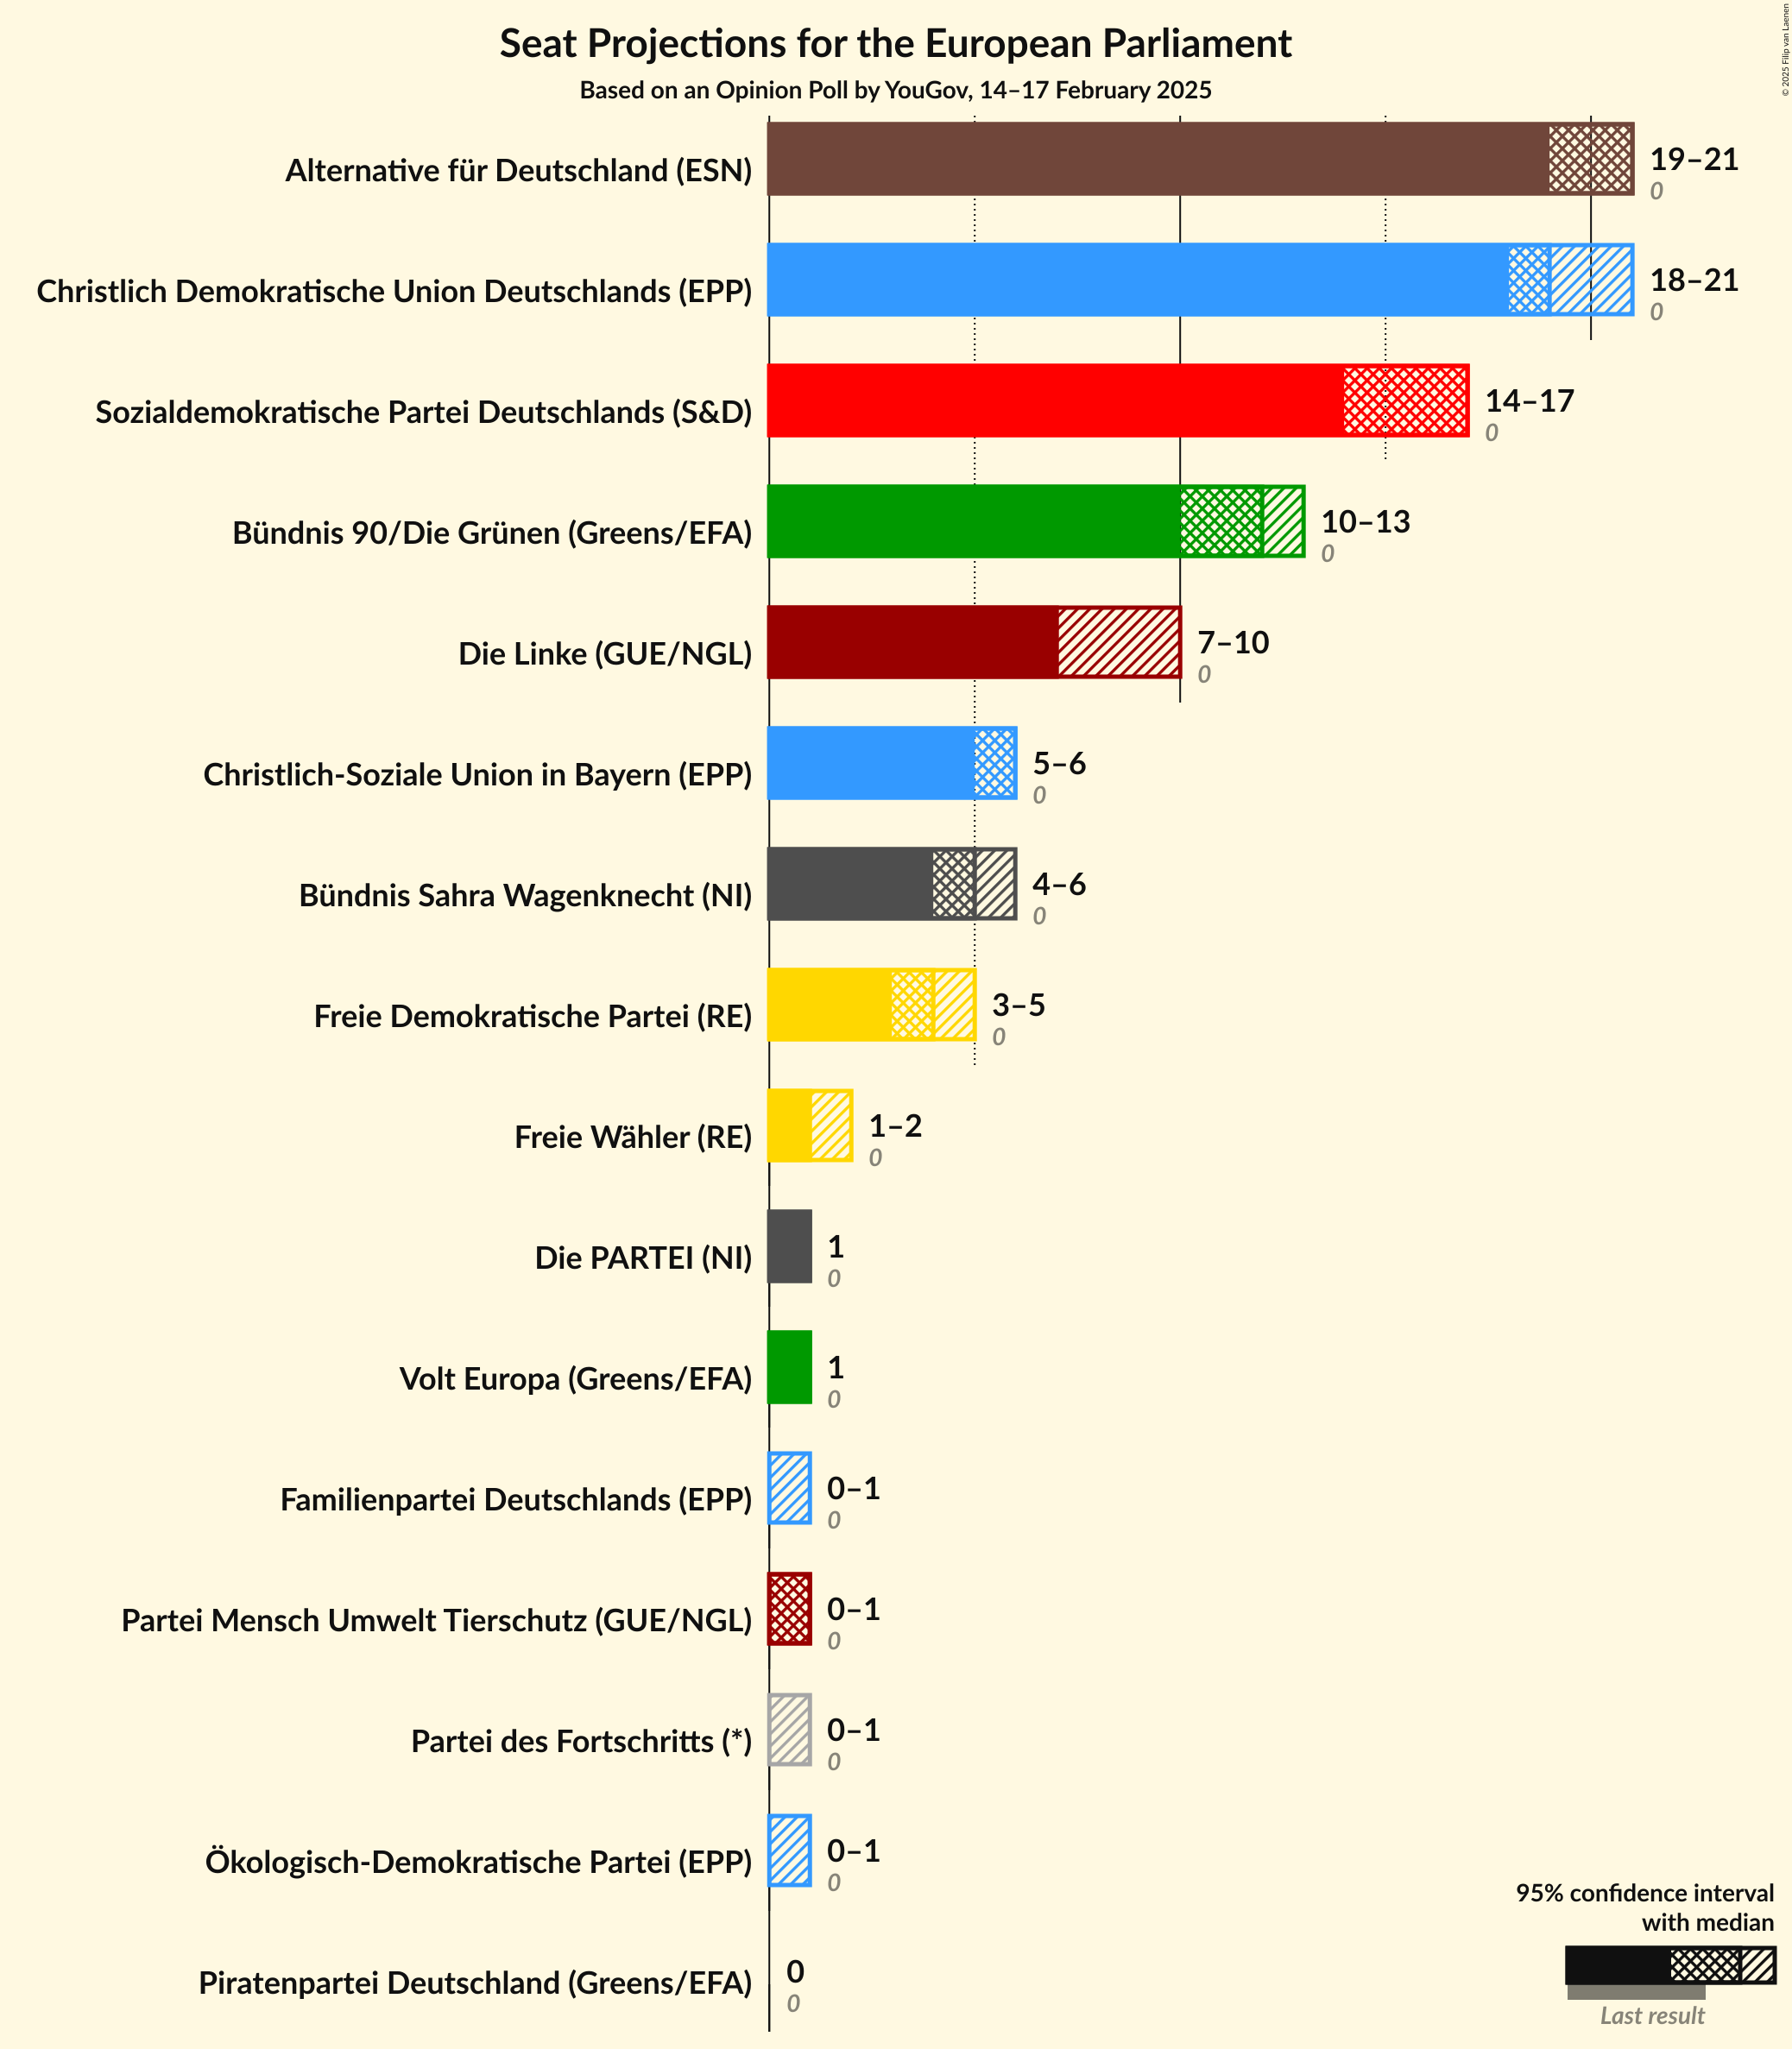 Seat Projections for the European Parliament
Based on an Opinion Poll by YouGov, 14–17 February 2025
© 2025 Filip van Laenen
Alternative für Deutschland (ESN)
19–21
0
Christlich Demokratische Union Deutschlands (EPP)
18–21
0
Sozialdemokratische Partei Deutschlands (S&D)
14–17
0
Bündnis 90/Die Grünen (Greens/EFA)
10–13
0
Die Linke (GUE/NGL)
7–10
0
Christlich-Soziale Union in Bayern (EPP)
5–6
0
Bündnis Sahra Wagenknecht (NI)
4–6
0
Freie Demokratische Partei (RE)
3–5
0
Freie Wähler (RE)
1–2
0
Die PARTEI (NI)
1
0
Volt Europa (Greens/EFA)
1
0
Familienpartei Deutschlands (EPP)
0–1
0
Partei Mensch Umwelt Tierschutz (GUE/NGL)
0–1
0
Partei des Fortschritts (*)
0–1
0
Ökologisch-Demokratische Partei (EPP)
0–1
0
Piratenpartei Deutschland (Greens/EFA)
0
0
95% confidence interval
with median
Last result